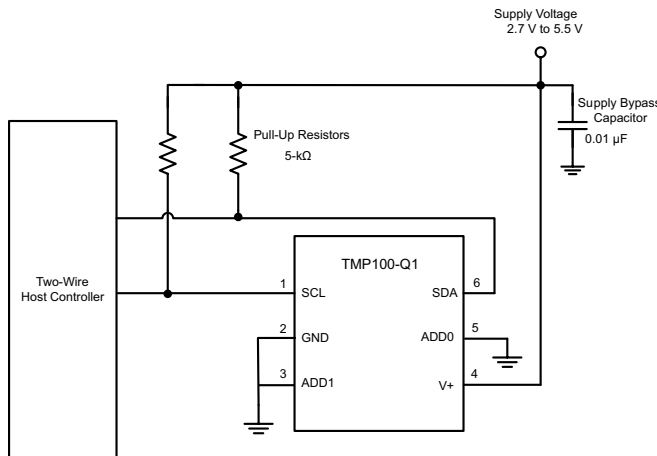 Supply Voltage
2.7 V to 5.5 V
Supply Bypass
Capacitor
0.01 µF
Pull-Up Resistors
5-kΩ
Two-Wire
Host Controller
TMP100-Q1
1
SCL
6
SDA
2
GND
5
ADD0
3
ADD1
4
V+